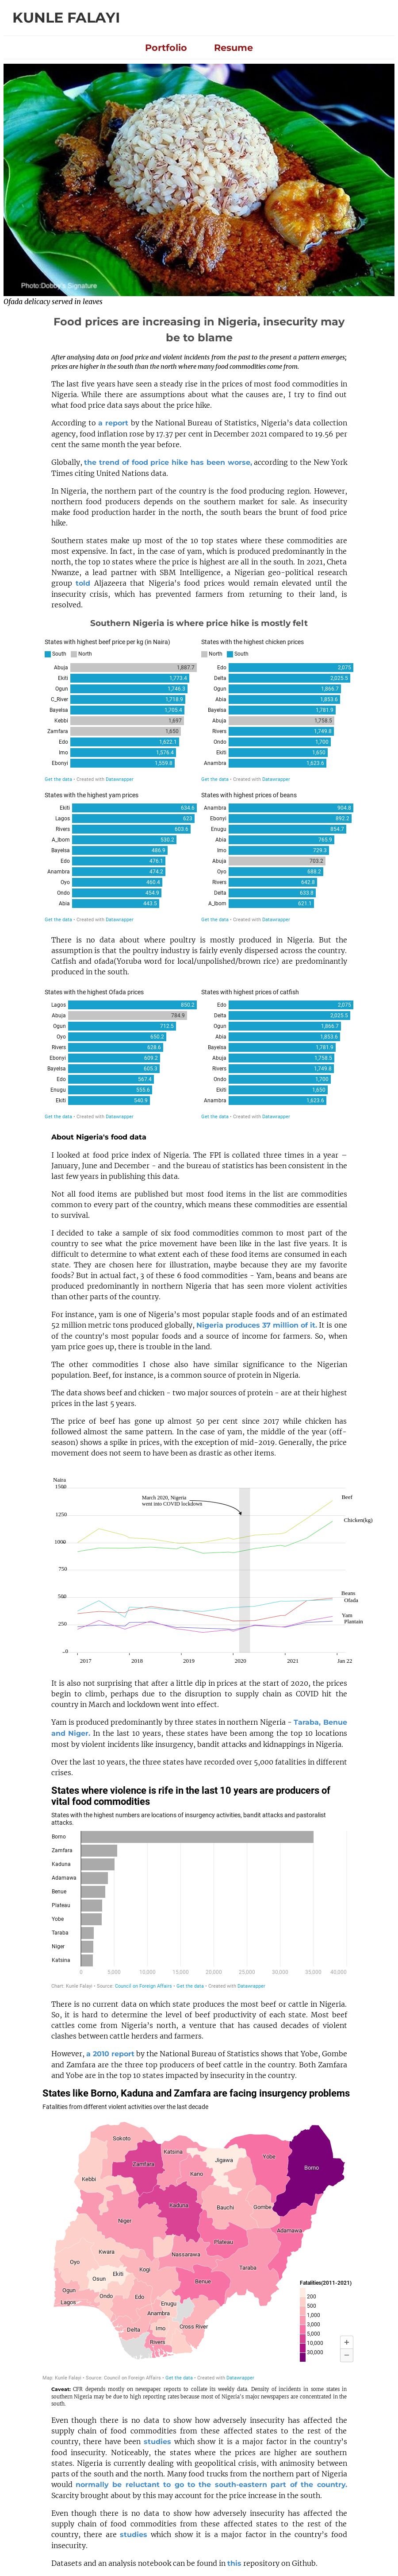 KUNLE FALAYI
Portfolio Resume
Photo:Dobby's Signature
Ofada delicacy served in leaves
Food prices are increasing in Nigeria, insecurity may
be to blame
After analysing data on food price and violent incidents from the past to the present a pattern emerges;
prices are higher in the south than the north where many food commodities come from.
The last five years have seen a steady rise in the prices of most food commodities in
Nigeria. While there are assumptions about what the causes are, I try to find out
what food price data says about the price hike.
According to a report by the National Bureau of Statistics, Nigeria's data collection
agency, food inflation rose by 17.37 per cent in December 2021 compared to 19.56 per
cent the same month the year before.
Globally, the trend of food price hike has been worse, according to the New York
Times citing United Nations data.
In Nigeria, the northern part of the country is the food producing region. However,
northern food producers depend on the southern market for sale. As insecurity
make food production harder in the north, the south bears the brunt of food price
hike.
Southern states make up most of the 10 top states where these commodities are
most expensive. In fact, in the case of yam, which is produced predominantly in the
north, the top 10 states where the price is highest are all in the south. In 2021, Cheta
Nwanze, a lead partner with SBM Intelligence, a Nigerian geo-political research
group told Aljazeera that Nigeria's food prices would remain elevated until the
insecurity crisis, which has prevented famers from returning to their land, is
resolved.
Southern Nigeria is where price hike is mostly felt
States with highest beef price per kg (in Naira)
South North
Abuja 1,887.7
Ekiti 1,773.4
Ogun 1,746.3
C_River 1,718.9
Bayelsa 1,705.4
Kebbi 1,697
Zamfara 1,650
Edo 1,622.1
Imo 1,576.4
Ebonyi 1,559.8
Get the data • Created with Datawrapper
States with the highest chicken prices
North South
Edo 2,075
Delta 2,025.5
Ogun 1,866.7
Abia 1,853.6
Bayelsa 1,781.9
Abuja 1,758.5
Rivers 1,749.8
Ondo 1,700
Ekiti 1,650
Anambra 1,623.6
Get the data • Created with Datawrapper
States with the highest yam prices
Ekiti 634.6
Lagos 623
Rivers 603.6
A_Ibom 530.2
Bayelsa 486.9
Edo 476.1
Anambra 474.2
Oyo 460.4
Ondo 454.9
Abia 443.5
Get the data • Created with Datawrapper
States with highest prices of beans
Anambra 904.8
Ebonyi 892.2
Enugu 854.7
Abia 765.9
Imo 729.3
Abuja 703.2
Oyo 688.2
Rivers 642.8
Delta 633.8
A_Ibom 621.1
Get the data • Created with Datawrapper
There is no data about where poultry is mostly produced in Nigeria. But the
assumption is that the poultry industry is fairly evenly dispersed across the country.
Catfish and ofada(Yoruba word for local/unpolished/brown rice) are predominantly
produced in the south.
States with the highest Ofada prices
Lagos 850.2
Abuja 784.9
Ogun 712.5
Oyo 650.2
Rivers 628.6
Ebonyi 609.2
Bayelsa 605.3
Edo 567.4
Enugu 555.6
Ekiti 540.9
Get the data • Created with Datawrapper
States with highest prices of catfish
Edo 2,075
Delta 2,025.5
Ogun 1,866.7
Abia 1,853.6
Bayelsa 1,781.9
Abuja 1,758.5
Rivers 1,749.8
Ondo 1,700
Ekiti 1,650
Anambra 1,623.6
Get the data • Created with Datawrapper
About Nigeria's food data
I looked at food price index of Nigeria. The FPI is collated three times in a year –
January, June and December - and the bureau of statistics has been consistent in the
last few years in publishing this data.
Not all food items are published but most food items in the list are commodities
common to every part of the country, which means these commodities are essential
to survival.
I decided to take a sample of six food commodities common to most part of the
country to see what the price movement has been like in the last five years. It is
difficult to determine to what extent each of these food items are consumed in each
state. They are chosen here for illustration, maybe because they are my favorite
foods? But in actual fact, 3 of these 6 food commodities - Yam, beans and beans are
produced predominantly in northern Nigeria that has seen more violent activities
than other parts of the country.
For instance, yam is one of Nigeria's most popular staple foods and of an estimated
52 million metric tons produced globally, Nigeria produces 37 million of it. It is one
of the country's most popular foods and a source of income for farmers. So, when
yam price goes up, there is trouble in the land.
The other commodities I chose also have similar significance to the Nigerian
population. Beef, for instance, is a common source of protein in Nigeria.
The data shows beef and chicken - two major sources of protein - are at their highest
prices in the last 5 years.
The price of beef has gone up almost 50 per cent since 2017 while chicken has
followed almost the same pattern. In the case of yam, the middle of the year (off-
season) shows a spike in prices, with the exception of mid-2019. Generally, the price
movement does not seem to have been as drastic as other items.
Naira
1500
1250
1000
750
500
250
0
March 2020, Nigeria
went into COVID lockdown
Beef
Chicken(kg)
Beans
Ofada
Yam
Plantain
2017 2018 2019 2020 2021 Jan 22
It is also not surprising that after a little dip in prices at the start of 2020, the prices
begin to climb, perhaps due to the disruption to supply chain as COVID hit the
country in March and lockdown went into effect.
Yam is produced predominantly by three states in northern Nigeria – Taraba, Benue
and Niger. In the last 10 years, these states have been among the top 10 locations
most by violent incidents like insurgency, bandit attacks and kidnappings in Nigeria.
Over the last 10 years, the three states have recorded over 5,000 fatalities in different
crises.
States where violence is rife in the last 10 years are producers of
vital food commodities
States with the highest numbers are locations of insurgency activities, bandit attacks and pastoralist
attacks.
Borno
Zamfara
Kaduna
Adamawa
Benue
Plateau
Yobe
Taraba
Niger
Katsina
0 5,000 10,000 15,000 20,000 25,000 30,000 35,000 40,000
Chart: Kunle Falayi • Source: Council on Foreign Affairs • Get the data • Created with Datawrapper
There is no current data on which state produces the most beef or cattle in Nigeria.
So, it is hard to determine the level of beef productivity of each state. Most beef
cattles come from Nigeria's north, a venture that has caused decades of violent
clashes between cattle herders and farmers.
However, a 2010 report by the National Bureau of Statistics shows that Yobe, Gombe
and Zamfara are the three top producers of beef cattle in the country. Both Zamfara
and Yobe are in the top 10 states impacted by insecurity in the country.
States like Borno, Kaduna and Zamfara are facing insurgency problems
Fatalities from different violent activities over the last decade
Sokoto
Katsina
Zamfara
Jigawa
Yobe
Borno
Kebbi
Kano
Kaduna
Bauchi
Gombe
Niger
Adamawa
Plateau
Kwara
Nassarawa
Oyo
Taraba
Kogi
Ekiti
Osun
Benue
Ogun
Ondo
Edo
Lagos
Enugu
Anambra
Delta
Imo
Cross River
Rivers
Fatalities(2011-2021)
200
500
1,000
3,000
5,000
10,000
30,000
+
−
Map: Kunle Falayi • Source: Council on Foreign Affairs • Get the data • Created with Datawrapper
Caveat: CFR depends mostly on newspaper reports to collate its weekly data. Density of incidents in some states in
southern Nigeria may be due to high reporting rates because most of Nigeria's major newspapers are concentrated in the
south.
Even though there is no data to show how adversely insecurity has affected the
supply chain of food commodities from these affected states to the rest of the
country, there have been studies which show it is a major factor in the country's
food insecurity. Noticeably, the states where the prices are higher are southern
states. Nigeria is currently dealing with geopolitical crisis, with animosity between
parts of the south and the north. Many food trucks from the northern part of Nigeria
would normally be reluctant to go to the south-eastern part of the country.
Scarcity brought about by this may account for the price increase in the south.
Even though there is no data to show how adversely insecurity has affected the
supply chain of food commodities from these affected states to the rest of the
country, there are studies which show it is a major factor in the country's food
insecurity.
Datasets and an analysis notebook can be found in this repository on Github.